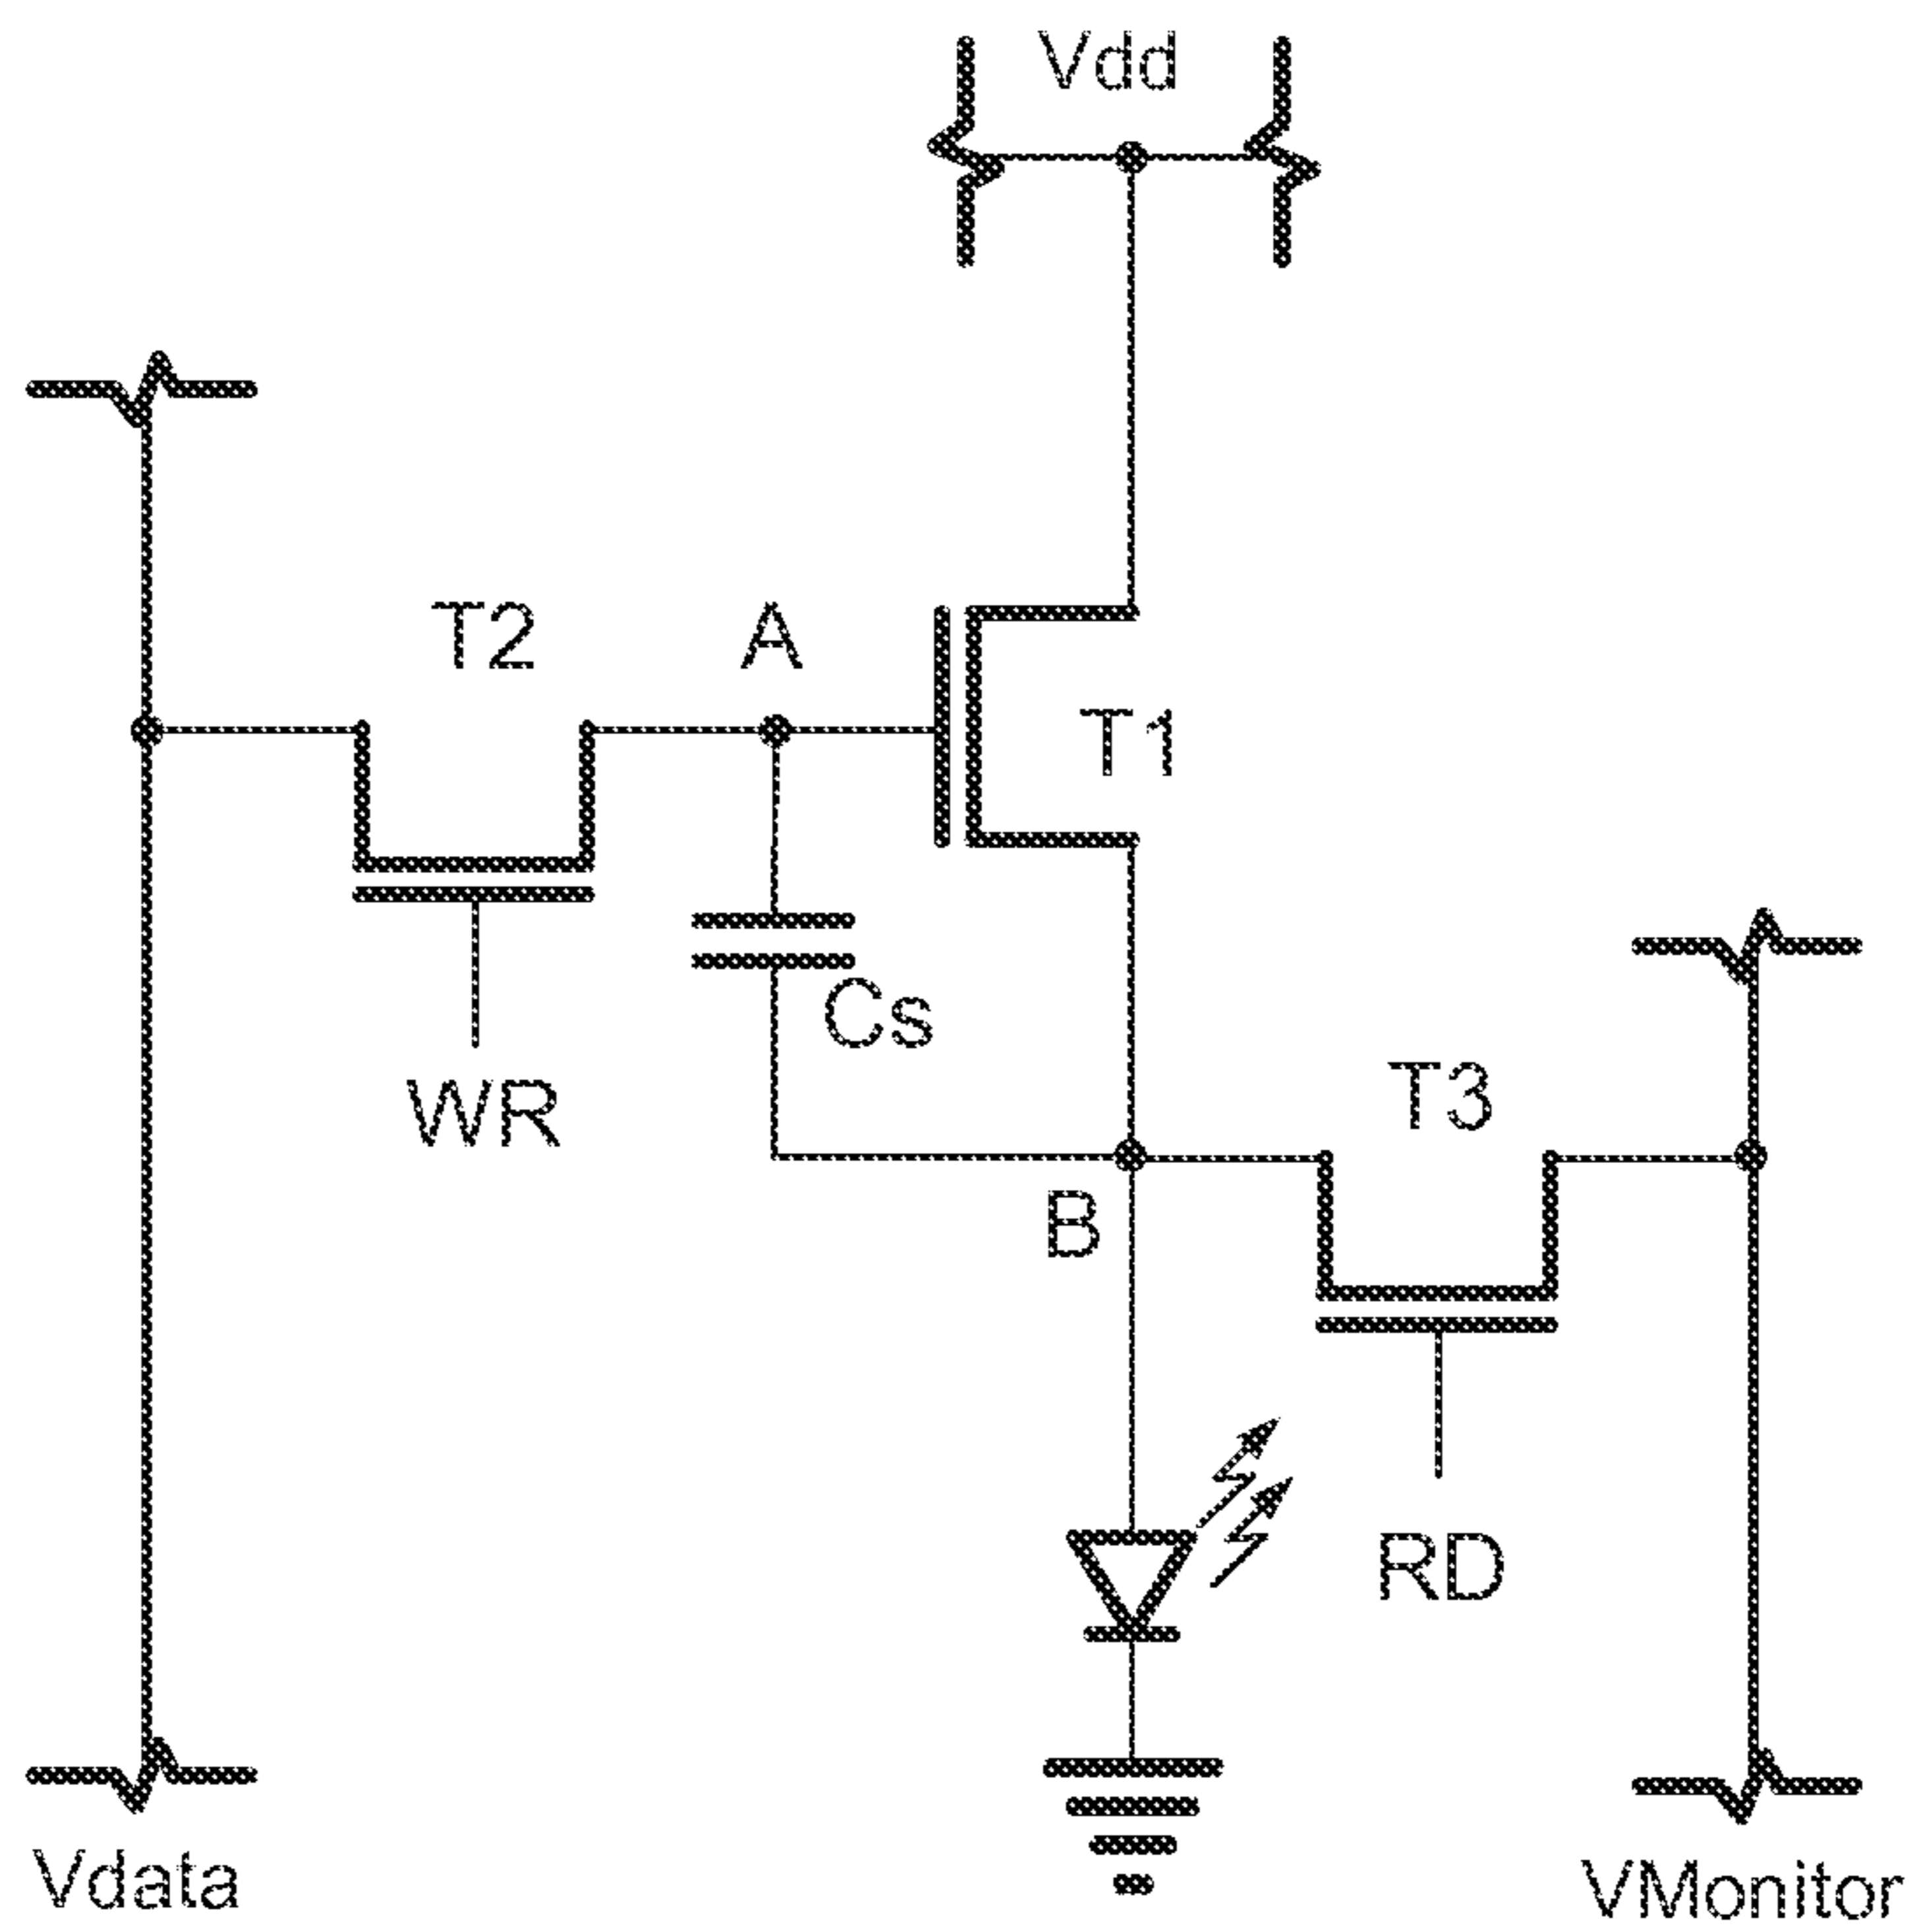 Vdd
T2
A
T1
Cs
WR
T3
B
RD
Vdata
VMonitor